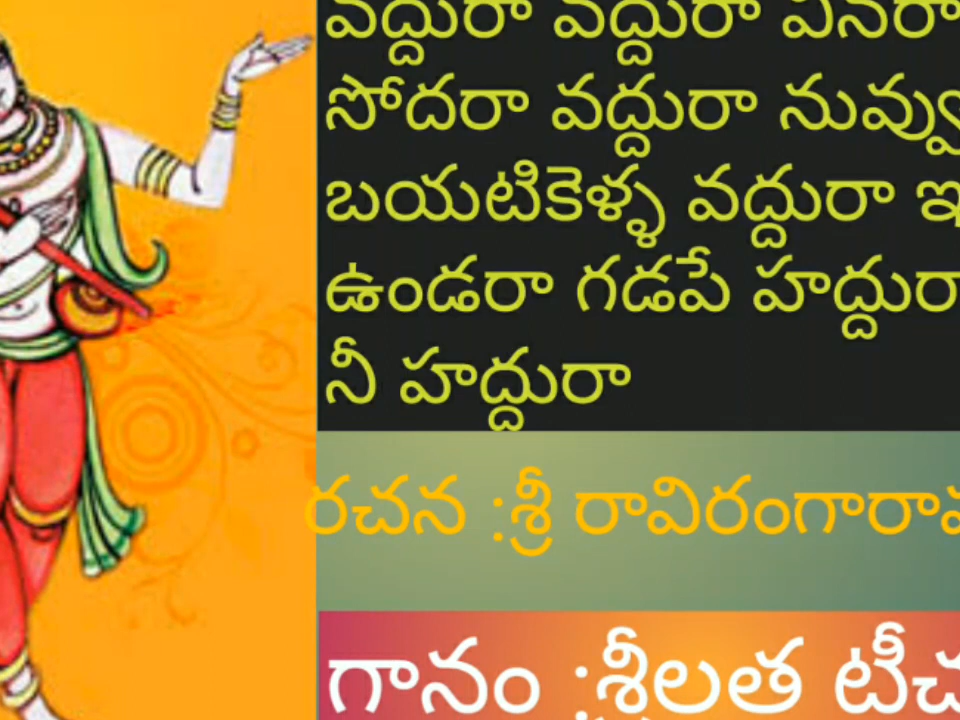 వద్దురా వద్దురా వినరా
సోదరా వద్దురా నువ్వు
బయటికెళ్ళ వద్దురా
ఉండరా గడపే హద్దురా
నీ హద్దురా
రచన :శ్రీ రావిరంగారావు
గానం :శ్రీలత